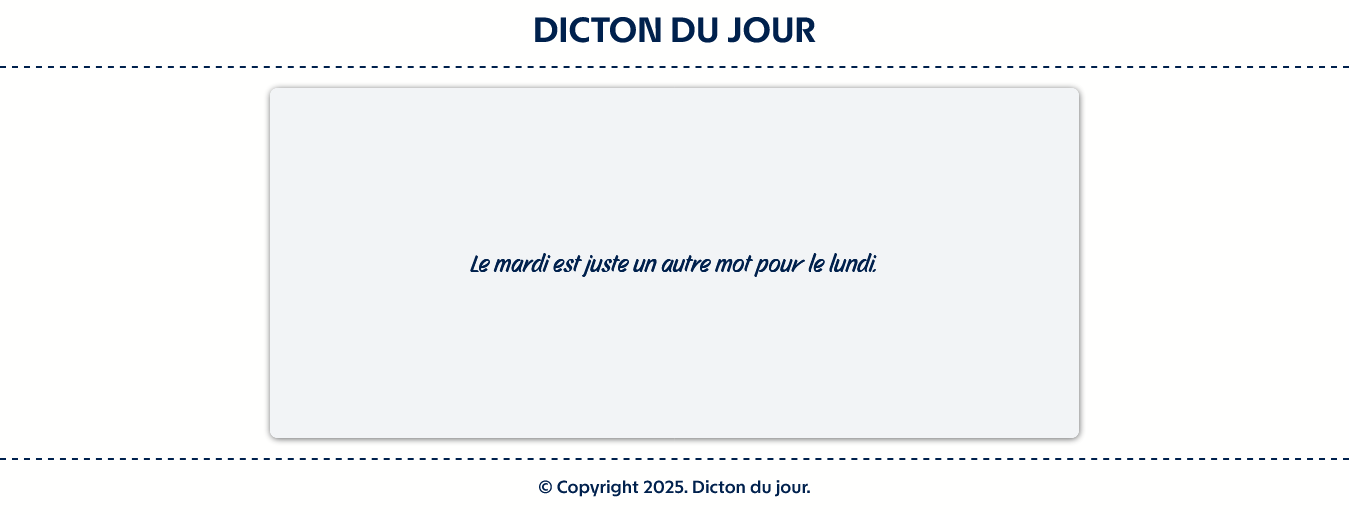 DICTON DU JOUR
Le mardi est juste un autre mot pour le lundi.
© Copyright 2025. Dicton du jour.